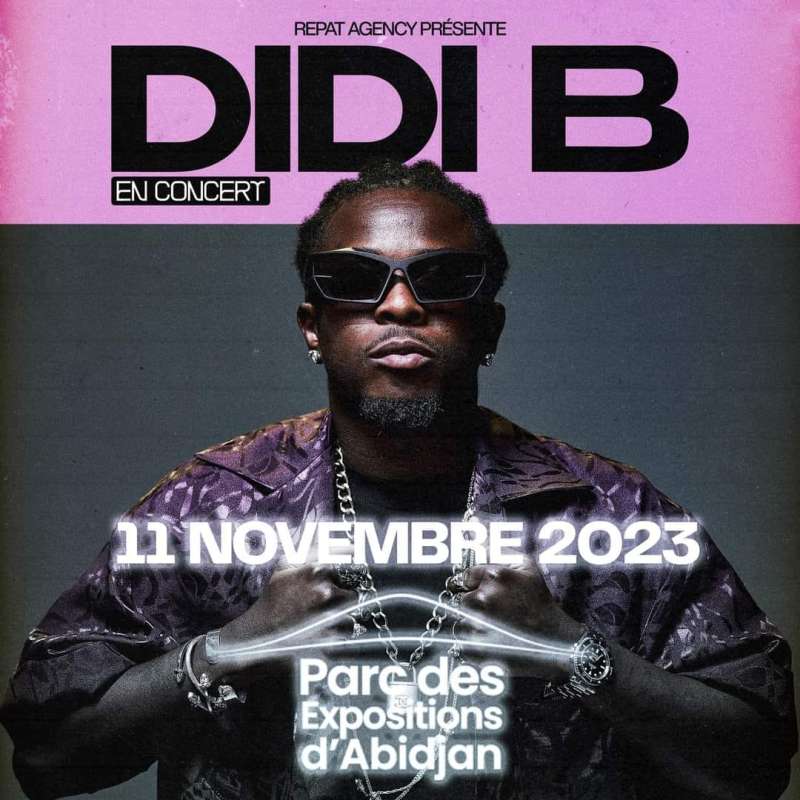 REPAT AGENCY PRÉSENTE
DIDI B
EN CONCERT
11 NOVEMBRE 2023
Parc des
Expositions
d'Abidjan